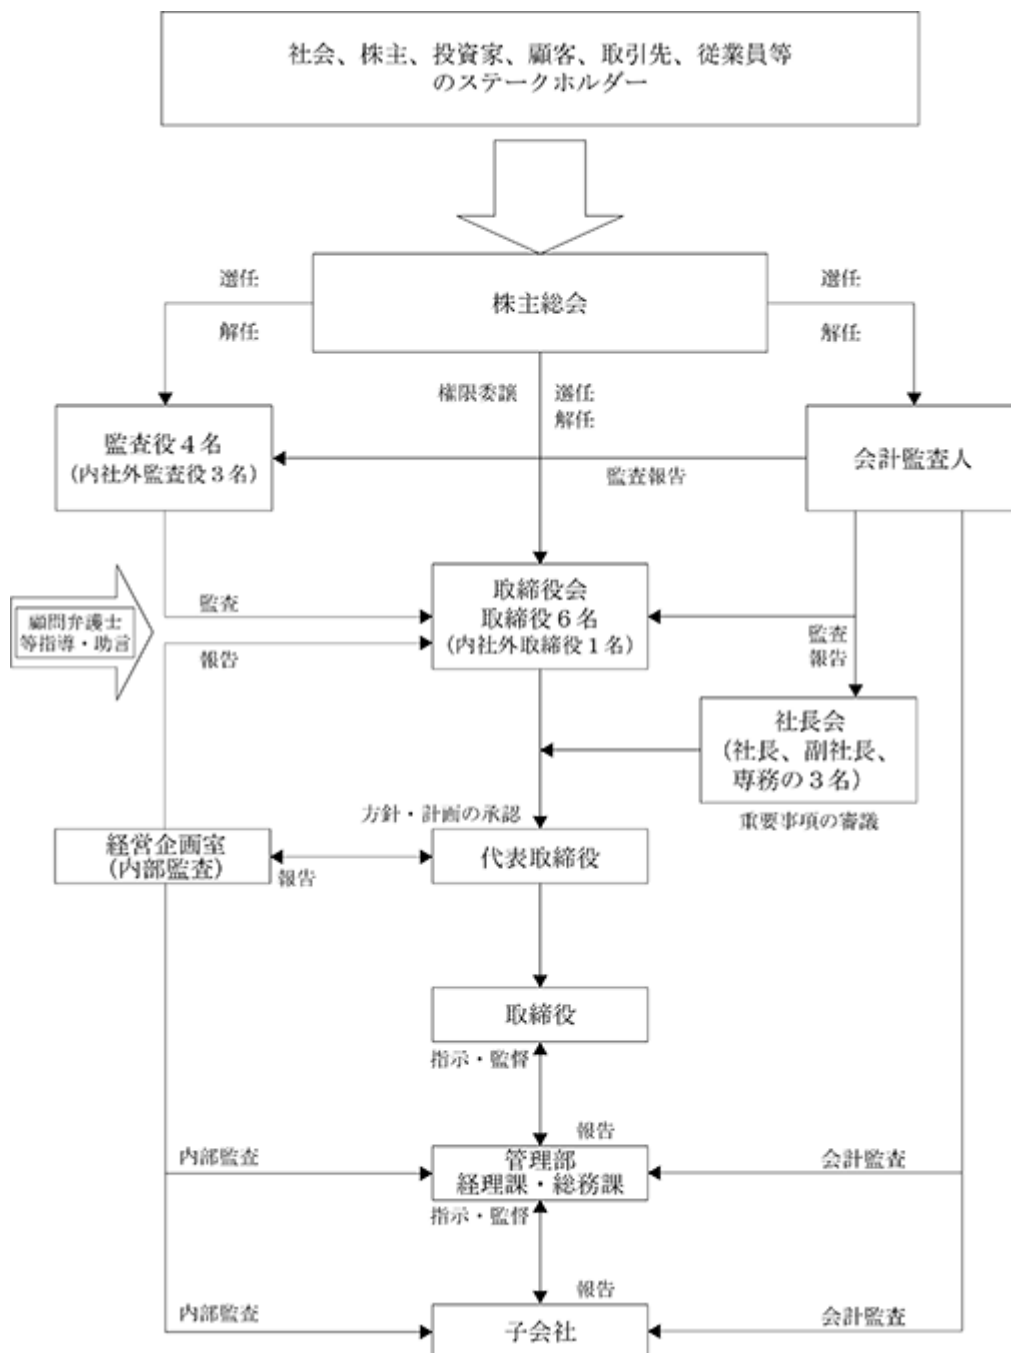 社会、株主、投資家、顧客、取引先、従業員等
のステークホルダー
選任
選任
株主総会
解任
解任
権限委譲
選任
解任
監査役4名
(内社外監査役3名)
会計監査人
監査報告
取締役会
取締役6名
(内社外取締役1名)
監査
顧問弁護士
等指導・助言
報告
監査
報告
社長会
(社長、副社長、
専務の3名)
重要事項の審議
方針・計画の承認
経営企画室
(内部監査)
報告
代表取締役
取締役
指示・監督
報告
内部監査
管理部
経理課・総務課
会計監査
指示・監督
報告
内部監査
子会社
会計監査